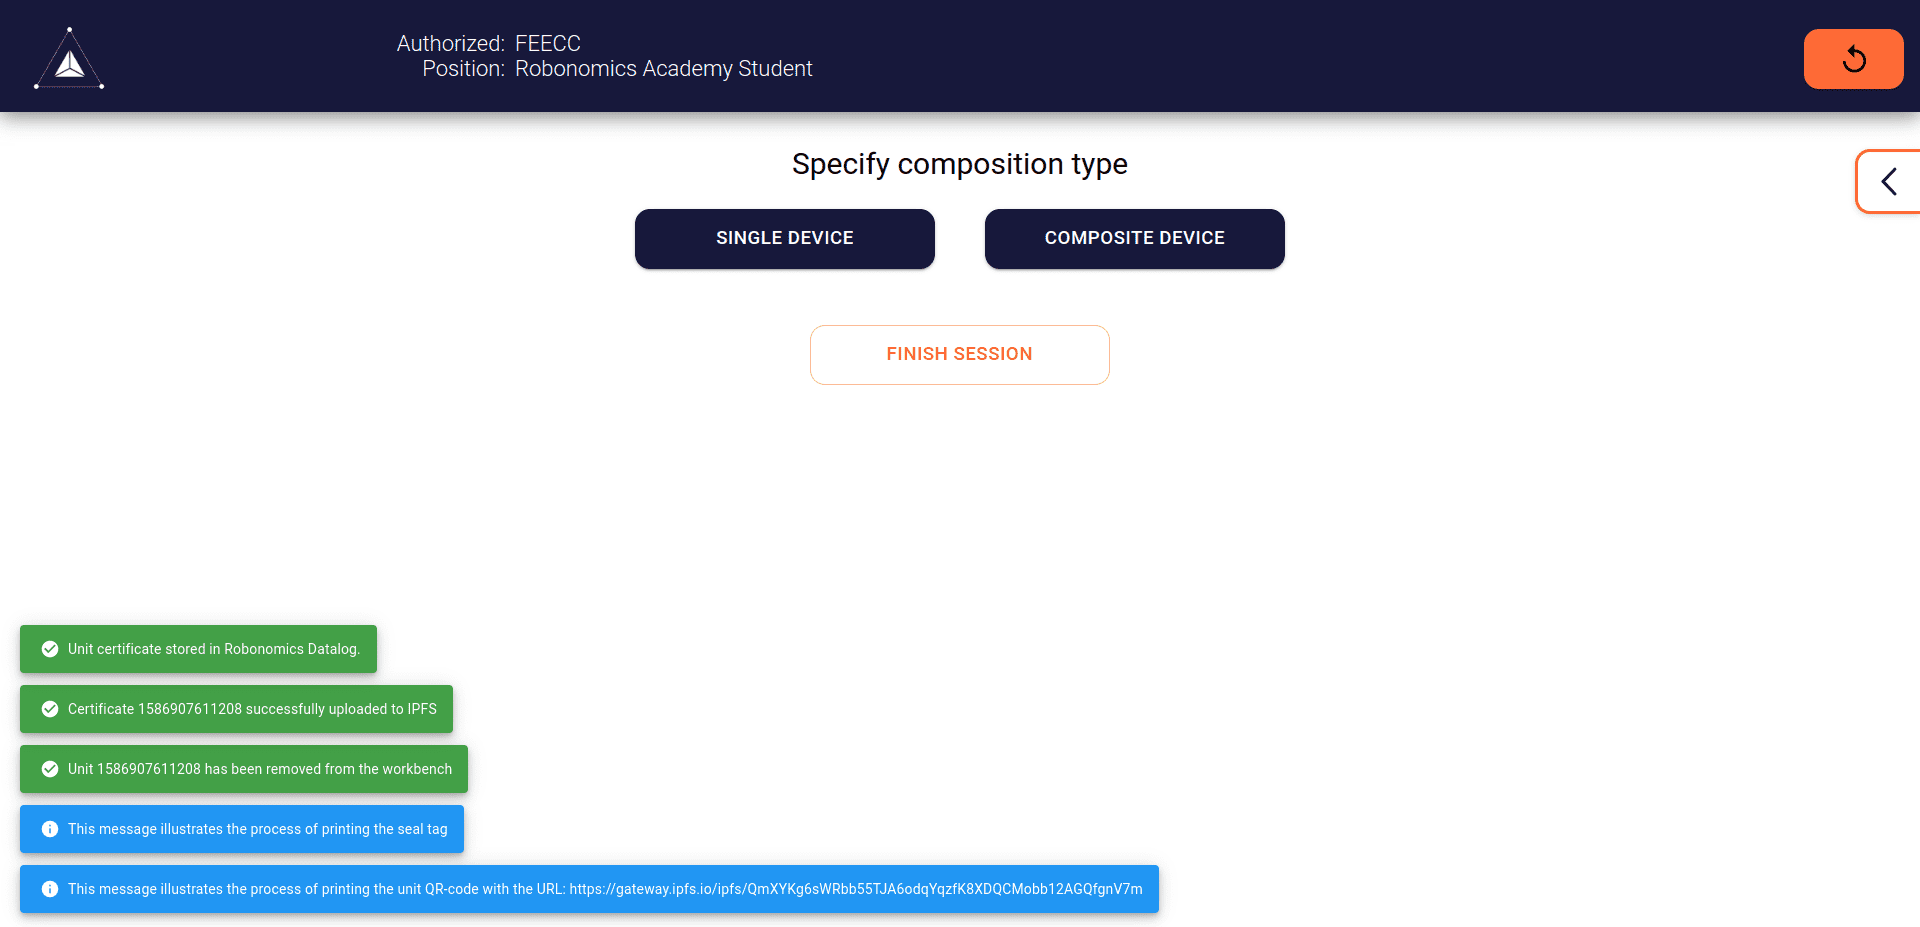 Authorized: FEECC
Position: Robonomics Academy Student
Specify composition type
SINGLE DEVICE
COMPOSITE DEVICE
FINISH SESSION
Unit certificate stored in Robonomics Datalog.
Certificate 1586907611208 successfully uploaded to IPFS
Unit 1586907611208 has been removed from the workbench
This message illustrates the process of printing the seal tag
This message illustrates the process of printing the unit QR-code with the URL: https://gateway.ipfs.io/ipfs/QmXYKg6sWRbb55TJA6odqYqzfK8XDQCMobb12AGQfgnV7m